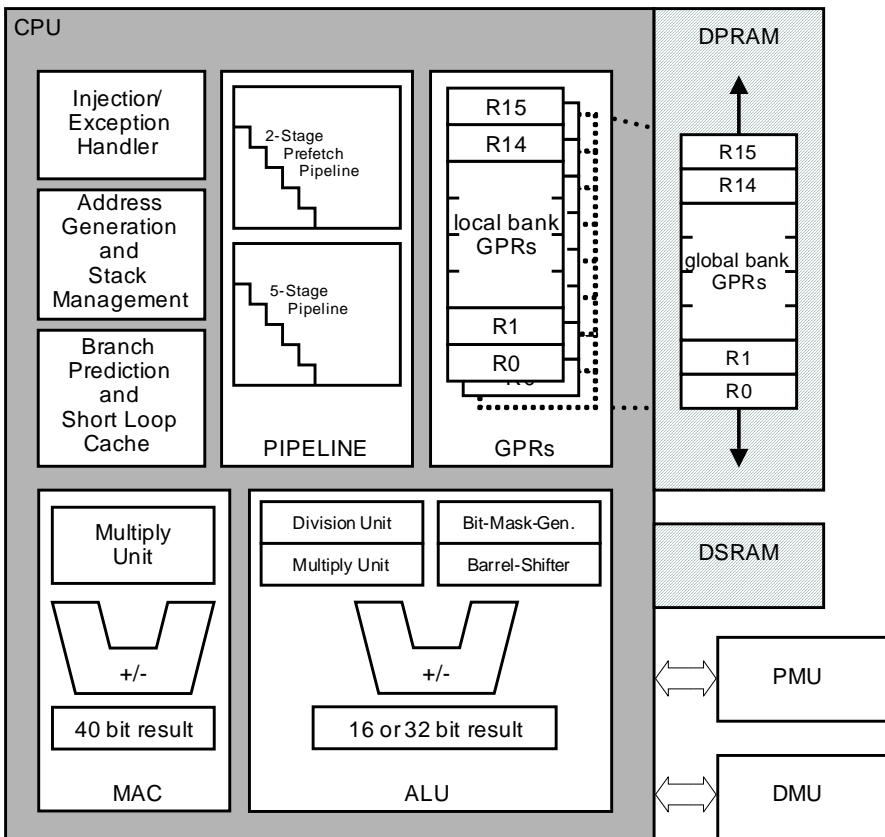 CPU
DPRAM
Injection/
Exception
Handler
2-Stage
Prefetch
Pipeline
R15
R14
local bank
GPRs
R1
R0
R15
R14
global bank
GPRs
R1
R0
Address
Generation
and
Stack
Management
5-Stage
Pipeline
Branch
Prediction
and
Short Loop
Cache
PIPELINE
GPRs
Multiply
Unit
+/-
40 bit result
MAC
Division Unit
Bit-Mask-Gen.
Multiply Unit
Barrel-Shifter
+/-
16 or 32 bit result
ALU
DSRAM
PMU
DMU